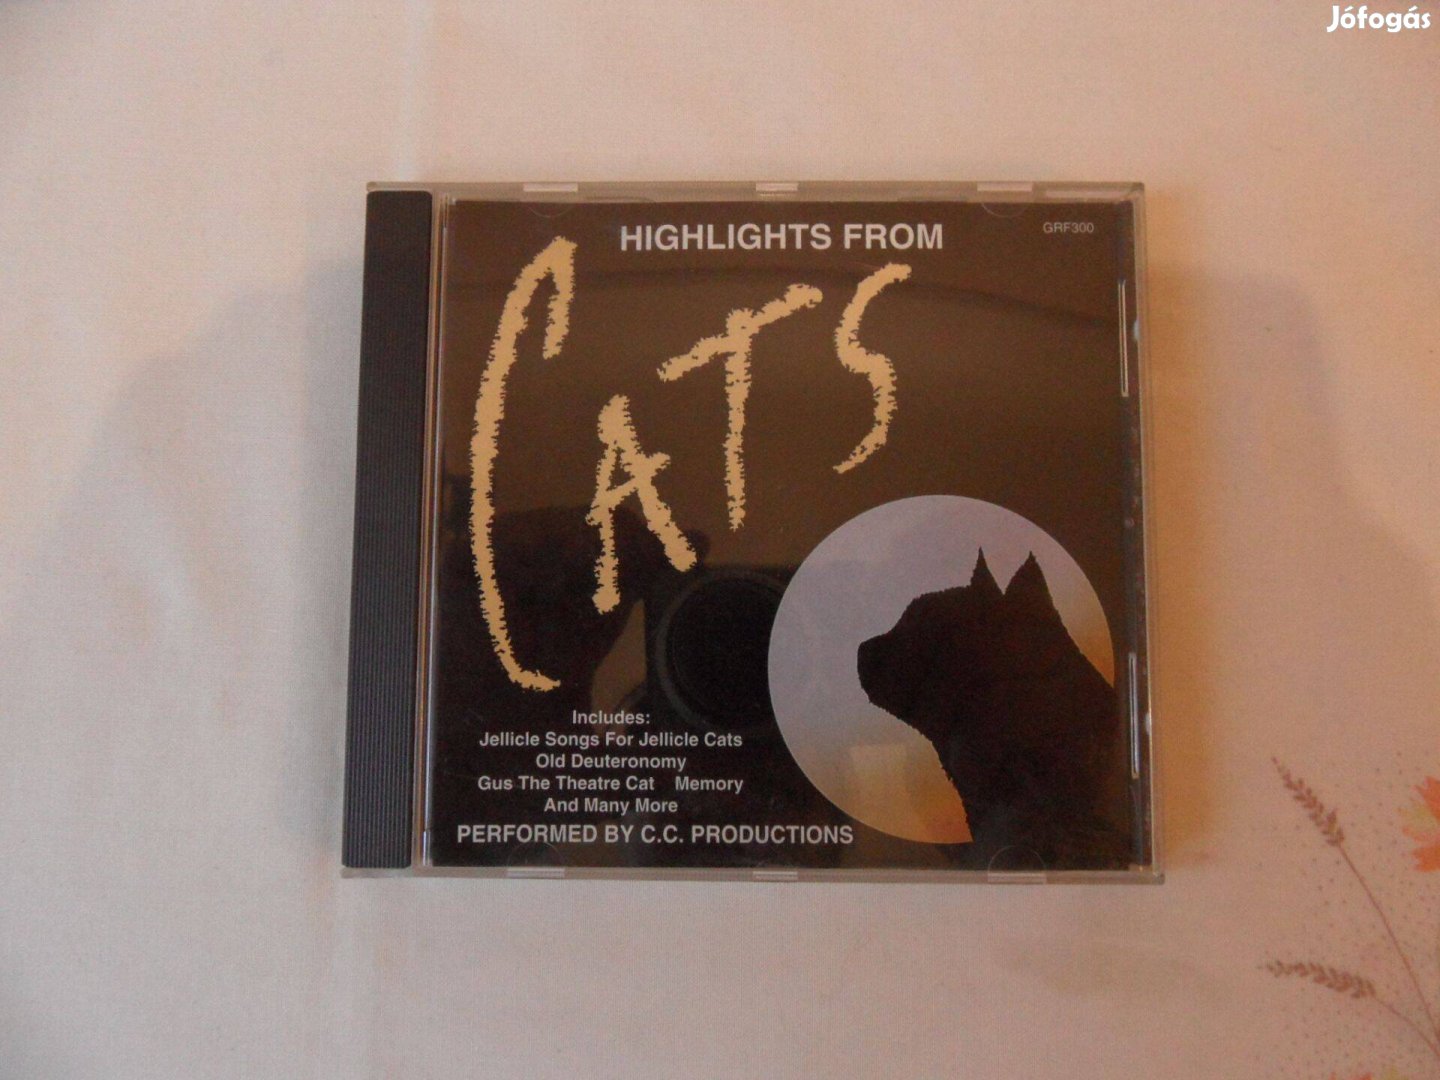 Jófogás
HIGHLIGHTS FROM
GRF300
CATS
Includes:
Jellicle Songs For Jellicle Cats
Old Deuteronomy
Gus The Theatre Cat Memory
And Many More
PERFORMED BY C.C. PRODUCTIONS